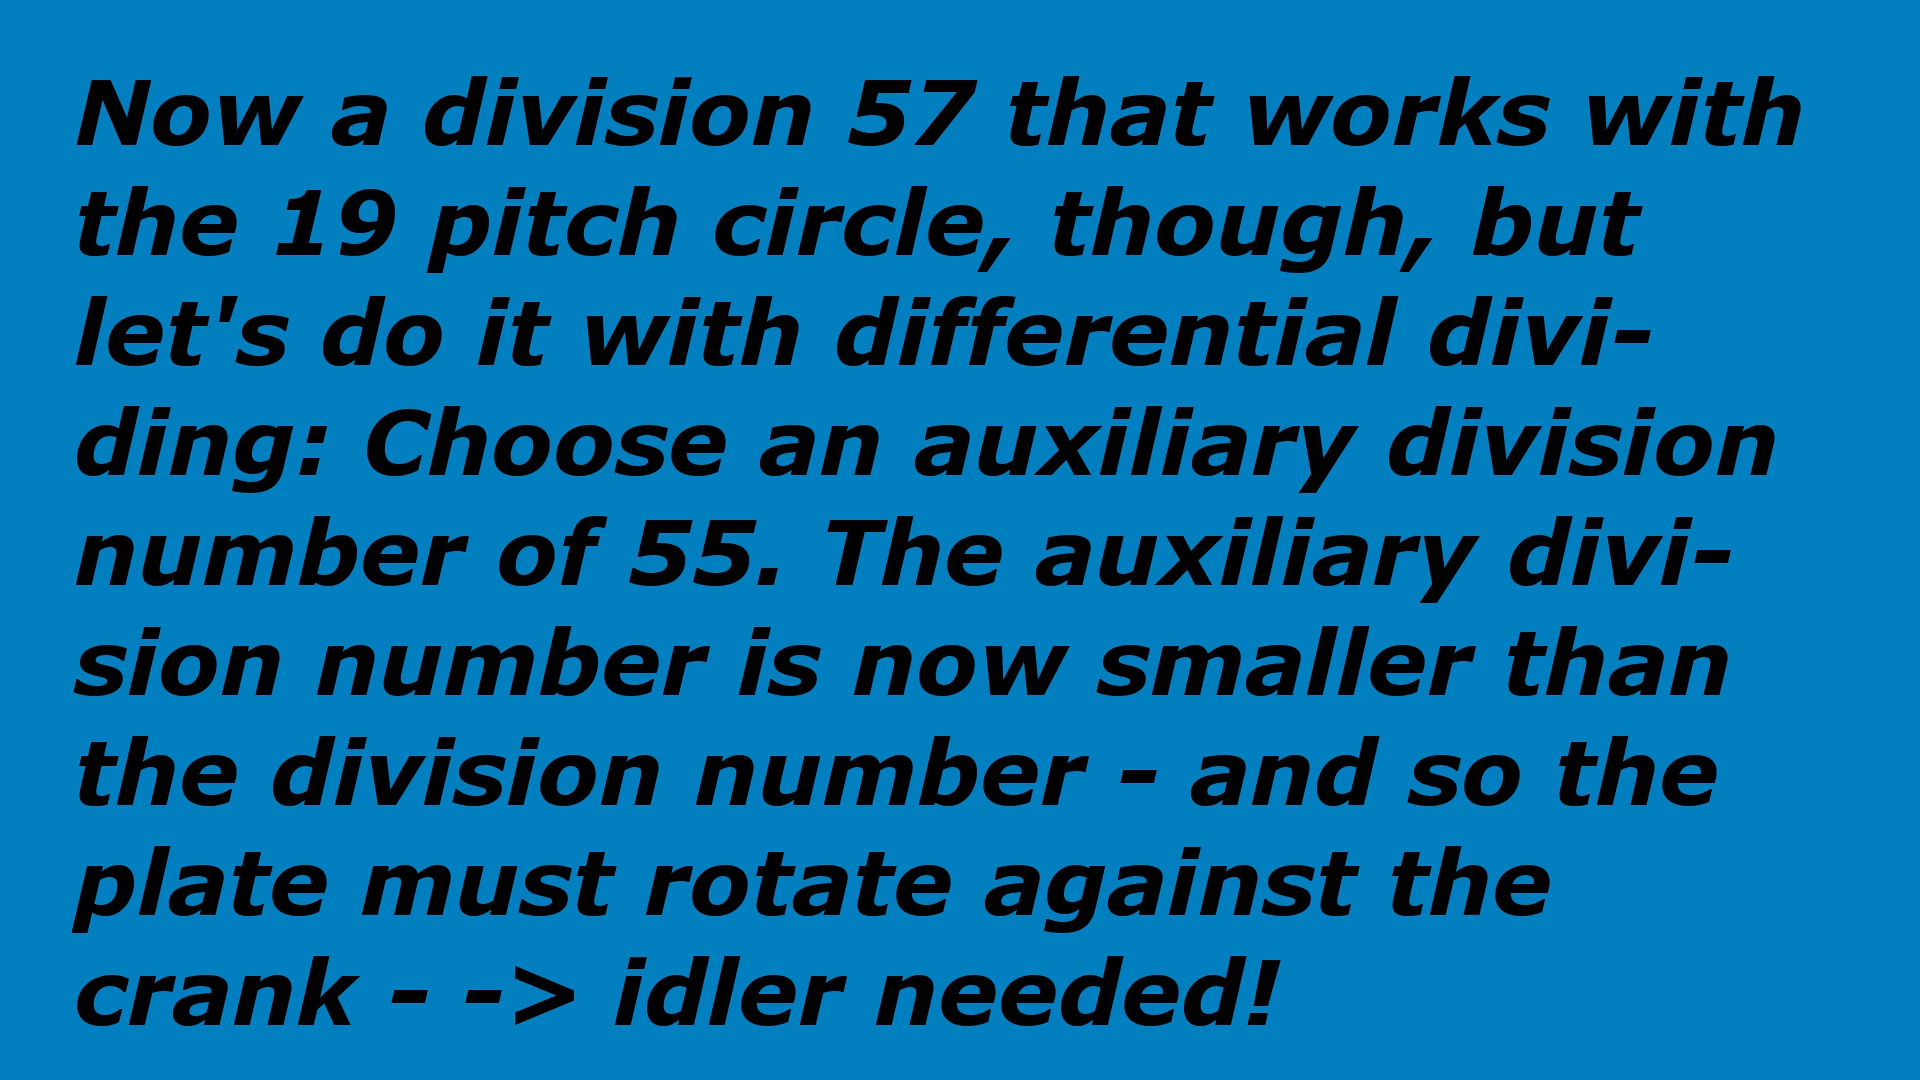 Now a division 57 that works with
the 19 pitch circle, though, but
let's do it with differential divi-
ding: Choose an auxiliary division
number of 55. The auxiliary divi-
sion number is now smaller than
the division number - and so the
plate must rotate against the
crank - -> idler needed!